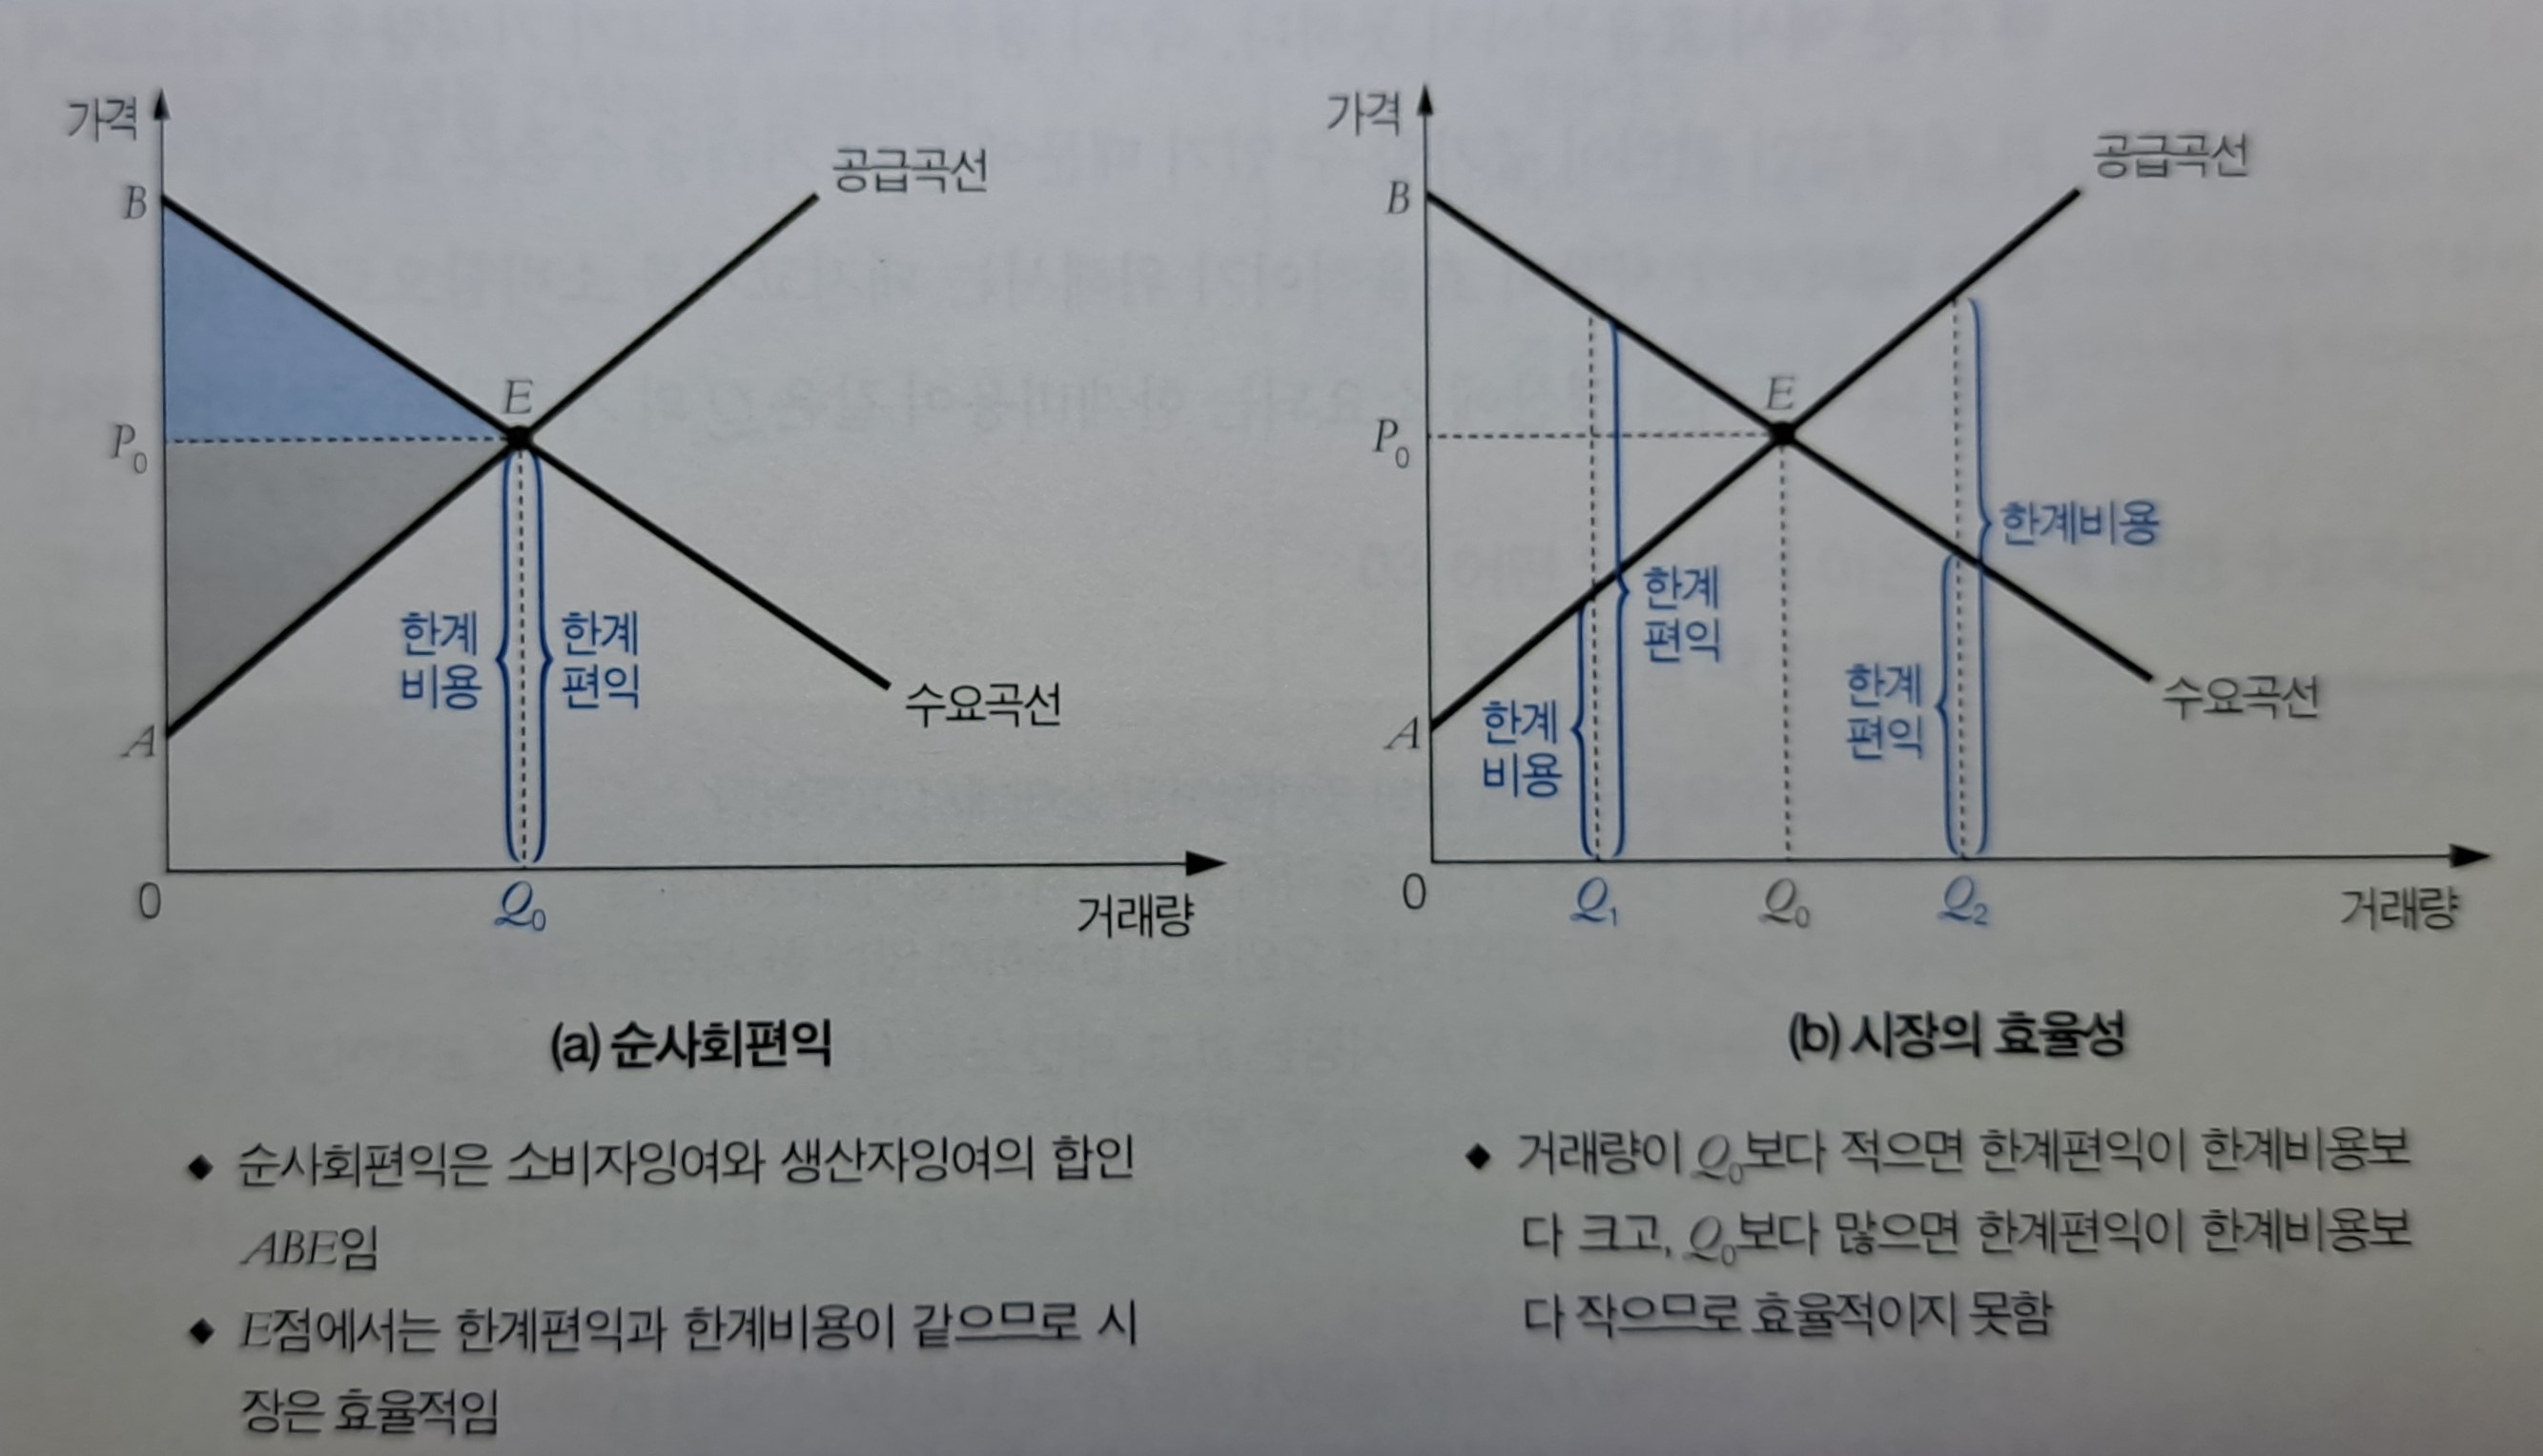 가격
B
P0
A
0
E
공급곡선
수요곡선
한계
비용
한계
편익
Q0
거래량
(a) 순사회편익
◆ 순사회편익은 소비자잉여와 생산자잉여의 합인
ABE임
◆ E점에서는 한계편익과 한계비용이 같으므로 시
장은 효율적임
가격
B
P0
A
0
E
공급곡선
수요곡선
한계비용
한계
편익
한계
비용
한계
편익
Q1
Q0
Q2
거래량
(b) 시장의 효율성
◆ 거래량이 Q0보다 적으면 한계편익이 한계비용보
다 크고, Q0보다 많으면 한계편익이 한계비용보
다 작으므로 효율적이지 못함